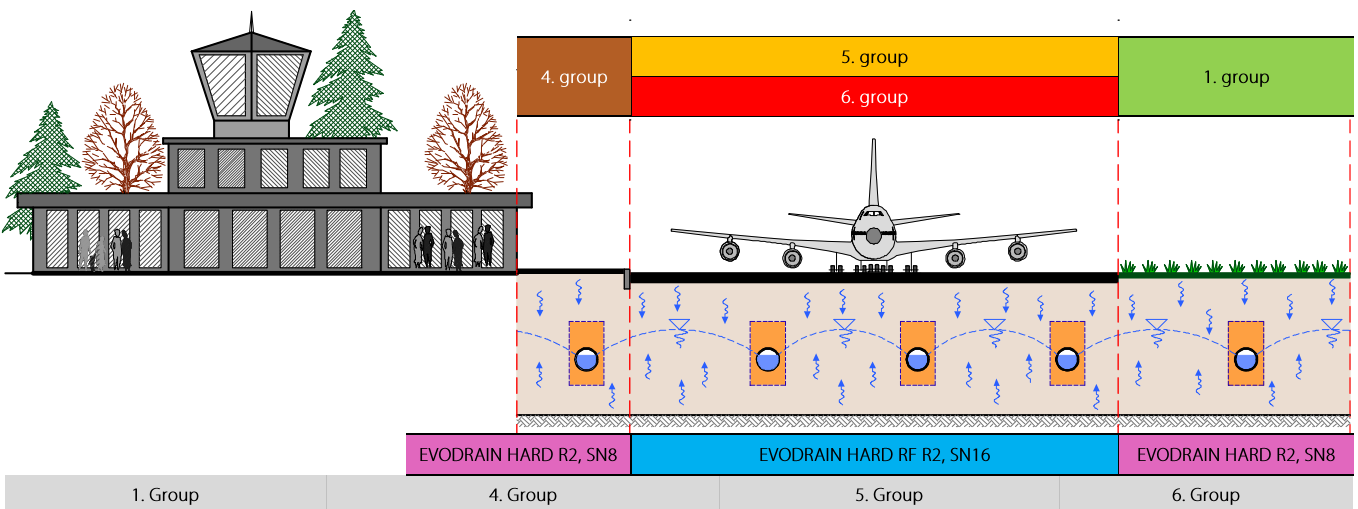 5. group
4. group
1. group
6. group
EVODRAIN HARD R2, SN8
EVODRAIN HARD RF R2, SN16
EVODRAIN HARD R2, SN8
1. Group
4. Group
5. Group
6. Group